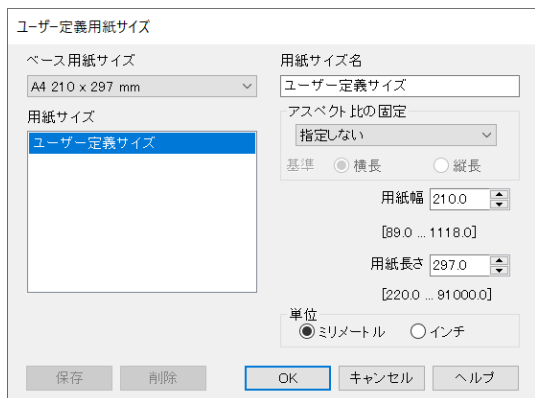 ユーザー定義用紙サイズ
ベース用紙サイズ
A4 210 x 297 mm
用紙サイズ
ユーザー定義サイズ
用紙サイズ名
ユーザー定義サイズ
アスペクト比の固定
指定しない
基準 横長 縦長
用紙幅 210.0
[89.0 ... 1118.0]
用紙長さ 297.0
[220.0 ... 91000.0]
単位
ミリメートル インチ
保存 削除 OK キャンセル ヘルプ